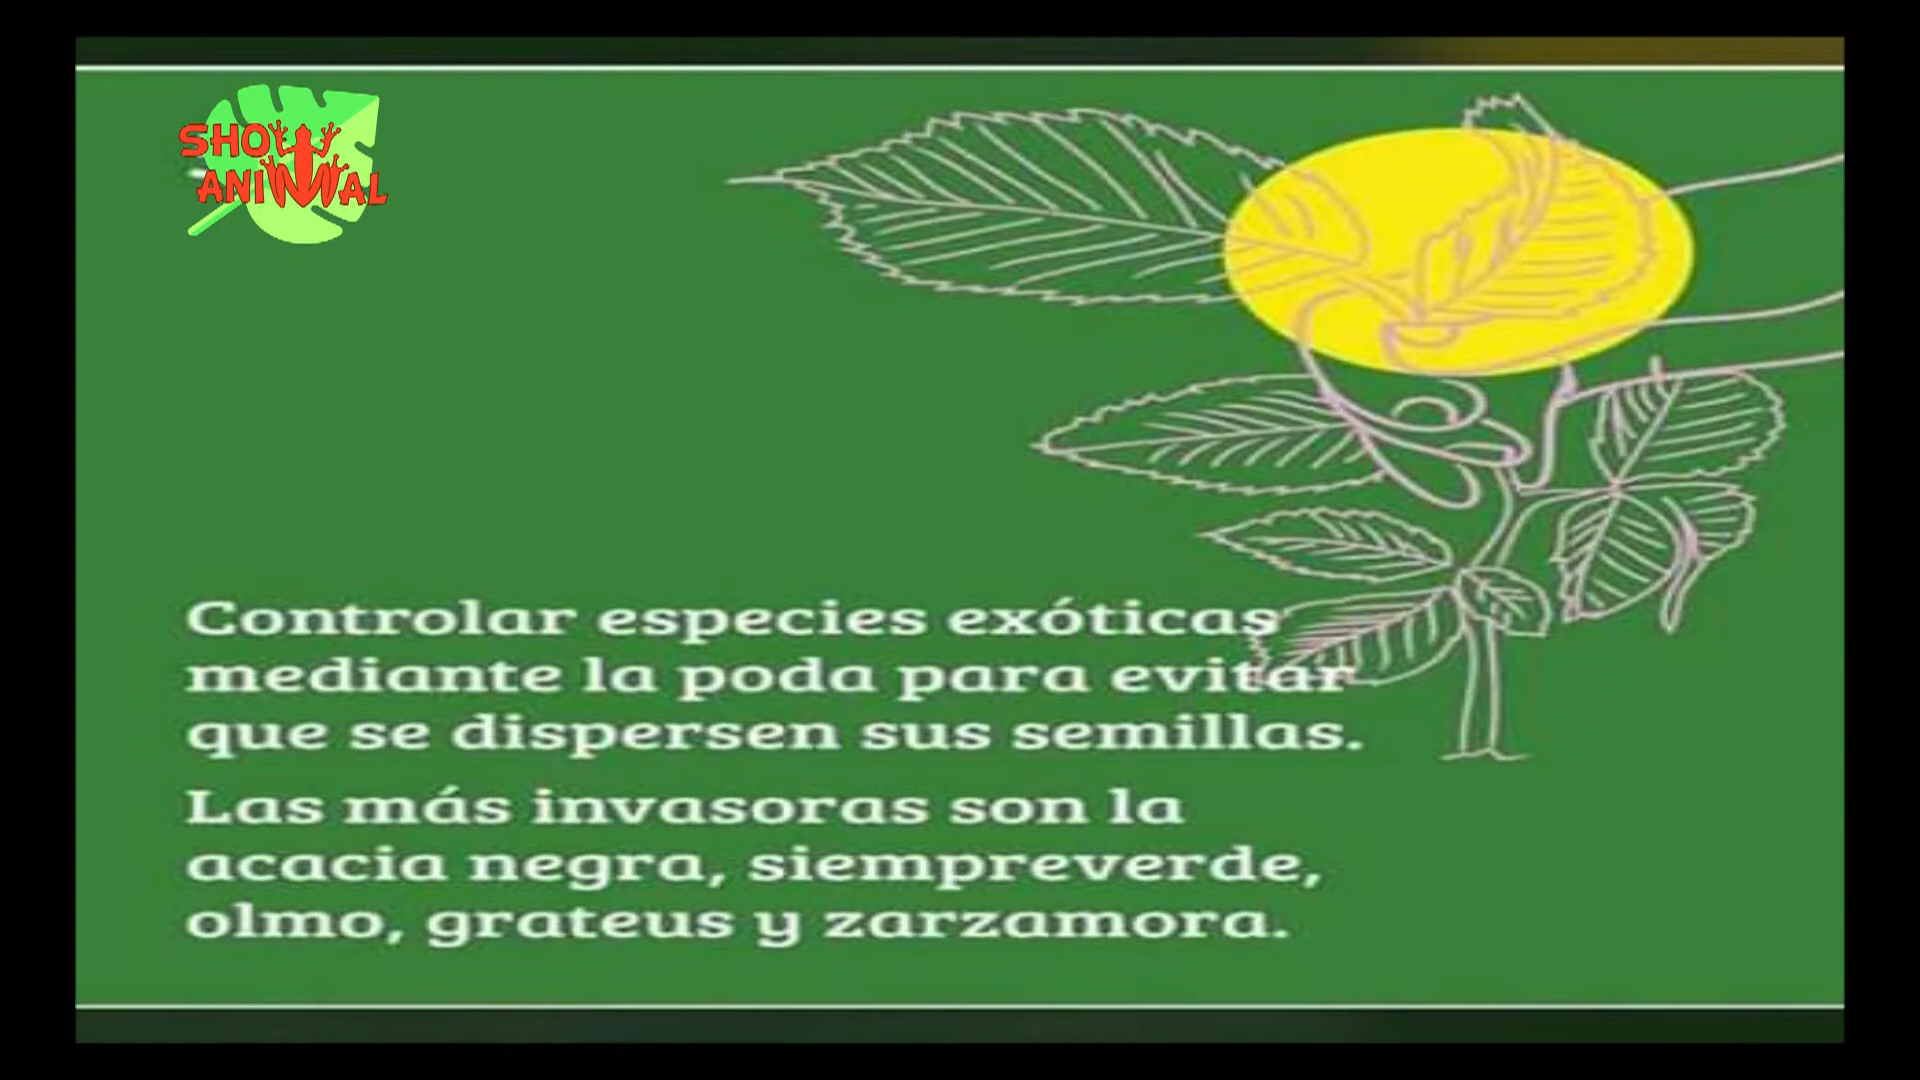 SHOW
ANIMAL
Controlar especies exóticas
mediante la poda para evitar
que se dispersen sus semillas.
Las más invasoras son la
acacia negra, siempreverde,
olmo, grateus y zarzamora.